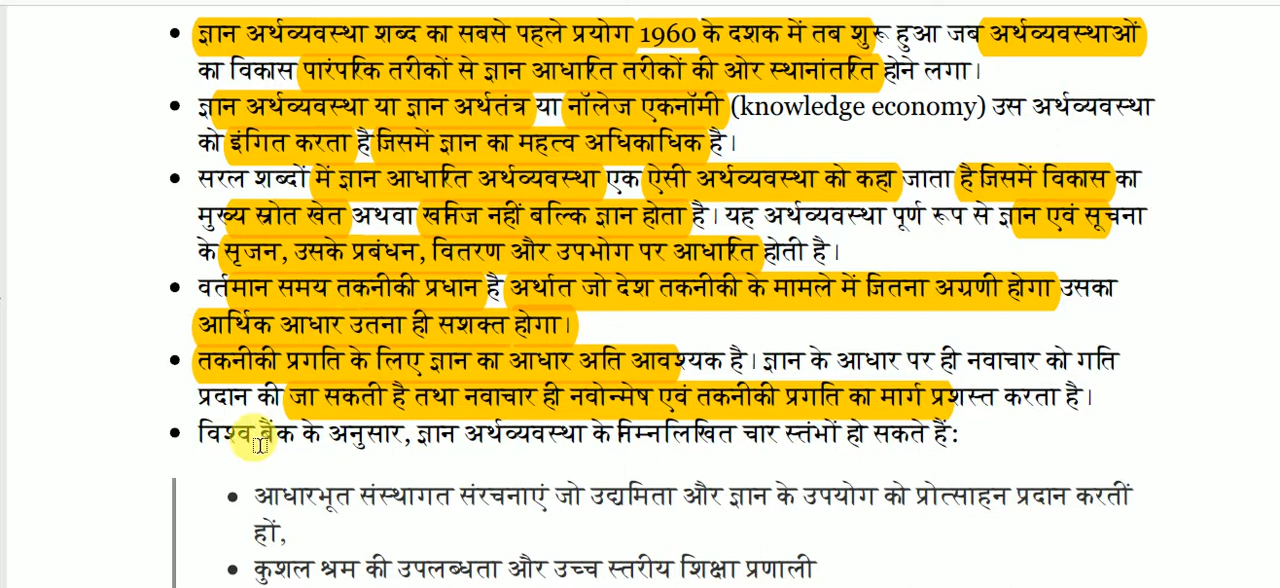 • ज्ञान अर्थव्यवस्था शब्द का सबसे पहले प्रयोग 1960 के दशक में तब शुरू हुआ जब अर्थव्यवस्थाओं
का विकास पारंपरिक तरीकों से ज्ञान आधारित तरीकों की ओर स्थानांतरित होने लगा।
• ज्ञान अर्थव्यवस्था या ज्ञान अर्थतंत्र या नॉलेज एकनॉमी (knowledge economy) उस अर्थव्यवस्था
को इंगित करता है जिसमें ज्ञान का महत्व अधिकाधिक है।
• सरल शब्दों में ज्ञान आधारित अर्थव्यवस्था एक ऐसी अर्थव्यवस्था को कहा जाता है जिसमें विकास का
मुख्य स्रोत खेत अथवा खनिज नहीं बल्कि ज्ञान होता है। यह अर्थव्यवस्था पूर्ण रूप से ज्ञान एवं सूचना
के सृजन, उसके प्रबंधन, वितरण और उपभोग पर आधारित होती है।
• वर्तमान समय तकनीकी प्रधान है अर्थात जो देश तकनीकी के मामले में जितना अग्रणी होगा उसका
आर्थिक आधार उतना ही सशक्त होगा।
• तकनीकी प्रगति के लिए ज्ञान का आधार अति आवश्यक है। ज्ञान के आधार पर ही नवाचार को गति
प्रदान की जा सकती है तथा नवाचार ही नवोन्मेष एवं तकनीकी प्रगति का मार्ग प्रशस्त करता है।
• विश्व बैंक के अनुसार, ज्ञान अर्थव्यवस्था के निम्नलिखित चार स्तंभों हो सकते हैं:
• आधारभूत संस्थागत संरचनाएं जो उद्यमिता और ज्ञान के उपयोग को प्रोत्साहन प्रदान करतीं
हों,
• कुशल श्रम की उपलब्धता और उच्च स्तरीय शिक्षा प्रणाली